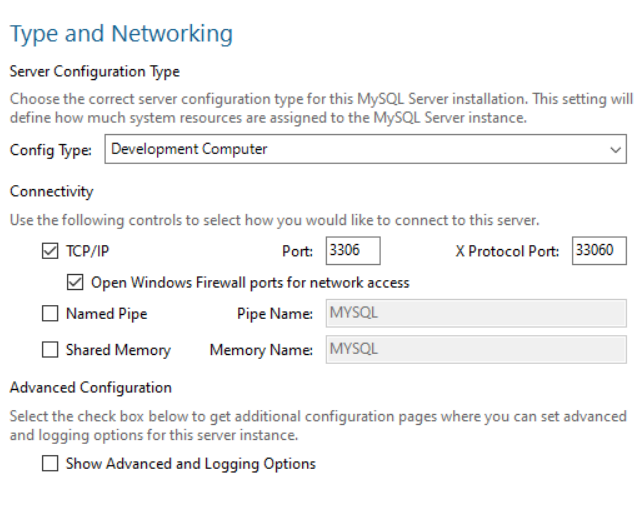 Type and Networking
Server Configuration Type
Choose the correct server configuration type for this MySQL Server installation. This setting will
define how much system resources are assigned to the MySQL Server instance.
Config Type: Development Computer
Connectivity
Use the following controls to select how you would like to connect to this server.
TCP/IP Port: 3306 X Protocol Port: 33060
Open Windows Firewall ports for network access
Named Pipe Pipe Name: MYSQL
Shared Memory Memory Name: MYSQL
Advanced Configuration
Select the check box below to get additional configuration pages where you can set advanced
and logging options for this server instance.
Show Advanced and Logging Options